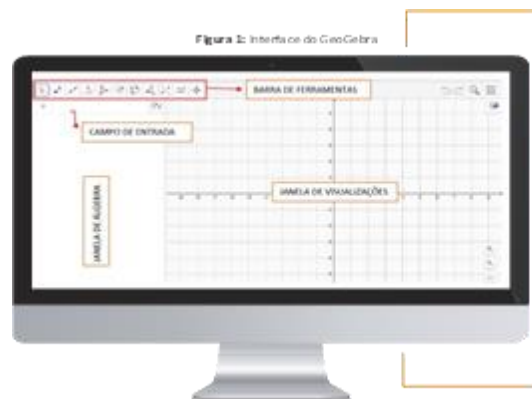 Figura 1: Interface do GeoGebra
BARRA DE FERRAMENTAS
CAMPO DE ENTRADA
JANELA DE VISUALIZAÇÕES
JANELA DE ÁLGEBRA